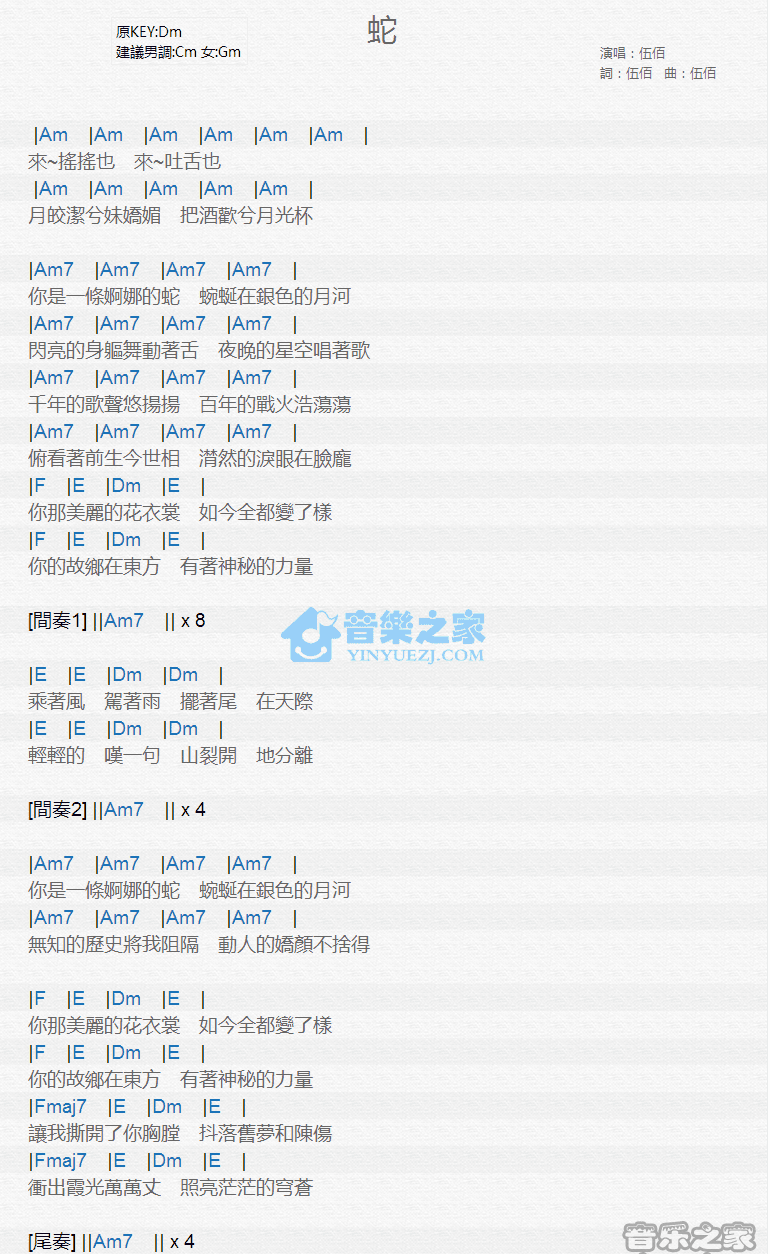 原KEY:Dm
建議男調:Cm 女:Gm
蛇
演唱：伍佰
詞：伍佰 曲：伍佰
|Am |Am |Am |Am |Am |Am |
來~搖搖也 來~吐舌也
|Am |Am |Am |Am |Am |
月皎潔兮妹嬌媚 把酒歡兮月光杯
|Am7 |Am7 |Am7 |Am7 |
你是一條婀娜的蛇 蜿蜒在銀色的月河
|Am7 |Am7 |Am7 |Am7 |
閃亮的身軀舞動著舌 夜晚的星空唱著歌
|Am7 |Am7 |Am7 |Am7 |
千年的歌聲悠揚揚 百年的戰火浩蕩蕩
|Am7 |Am7 |Am7 |Am7 |
俯看著前生今世相 潸然的淚眼在臉龐
|F |E |Dm |E |
你那美麗的花衣裳 如今全都變了樣
|F |E |Dm |E |
你的故鄉在東方 有著神秘的力量
[間奏1] ||Am7 || x 8
音樂之家
YINYUEZJ.COM
|E |E |Dm |Dm |
乘著風 駕著雨 擺著尾 在天際
|E |E |Dm |Dm |
輕輕的 嘆一句 山裂開 地分離
[間奏2] ||Am7 || x 4
|Am7 |Am7 |Am7 |Am7 |
你是一條婀娜的蛇 蜿蜒在銀色的月河
|Am7 |Am7 |Am7 |Am7 |
無知的歷史將我阻隔 動人的嬌顏不捨得
|F |E |Dm |E |
你那美麗的花衣裳 如今全都變了樣
|F |E |Dm |E |
你的故鄉在東方 有著神秘的力量
|Fmaj7 |E |Dm |E |
讓我撕開了你胸膛 抖落舊夢和陳傷
|Fmaj7 |E |Dm |E |
衝出霞光萬萬丈 照亮茫茫的穹蒼
[尾奏] ||Am7 || x 4
音乐之家